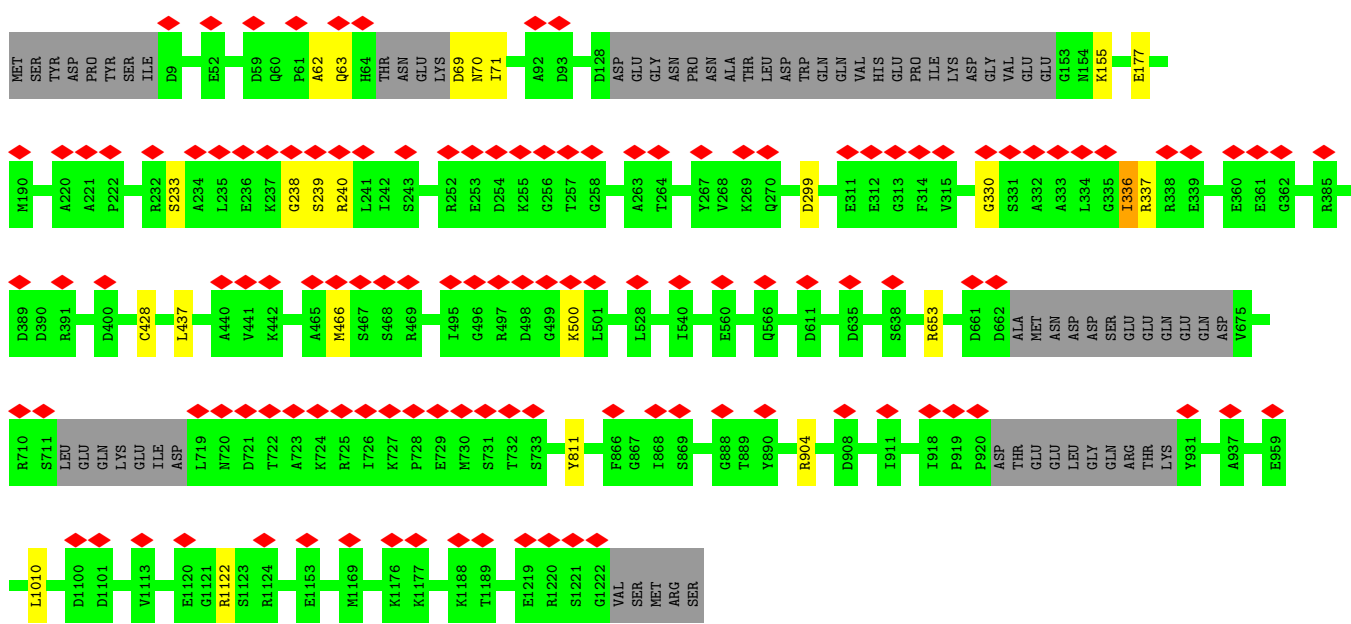 MET SER TYR ASP PRO TYR SER ILE D9 E52 D59 Q60 P61 A62 Q63 H64 THR ASN GLU LYS D69 N70 I71 A92 D93 D128 ASP GLU GLY ASN PRO ASN ALA THR LEU ASP TRP GLN GLN VAL HIS GLU PRO ILE LYS ASP GLY VAL GLU GLU G153 N154 K155 E177
M190 A220 A221 P222 R232 S233 A234 L235 E236 K237 G238 S239 R240 L241 I242 S243 R252 E253 D254 K255 G256 T257 G258 A263 T264 Y267 V268 K269 Q270 D299 E311 E312 G313 F314 V315 G330 S331 A332 A333 L334 G335 I336 R337 R338 E339 E360 E361 G362 R385
D389 D390 R391 D400 C428 L437 A440 V441 K442 A465 M466 S467 S468 R469 I495 G496 R497 D498 G499 K500 L501 L528 I540 E560 Q566 D611 D635 S638 R653 D661 D662 ALA MET ASN ASP ASP SER GLU GLU GLN GLU GLN ASP V675
R710 S711 LEU GLU GLN LYS GLU ILE ASP L719 N720 D721 T722 A723 K724 R725 I726 K727 P728 E729 M730 S731 T732 S733 Y811 F866 G867 I868 S869 G888 T889 Y890 R904 D908 I911 I918 P919 P920 ASP THR GLU GLU LEU GLY GLN ARG THR LYS Y931 A937 E959
L1010 D1100 D1101 V1113 E1120 G1121 R1122 S1123 R1124 E1153 M1169 K1176 K1177 K1188 T1189 E1219 R1220 S1221 G1222 VAL SER MET ARG SER